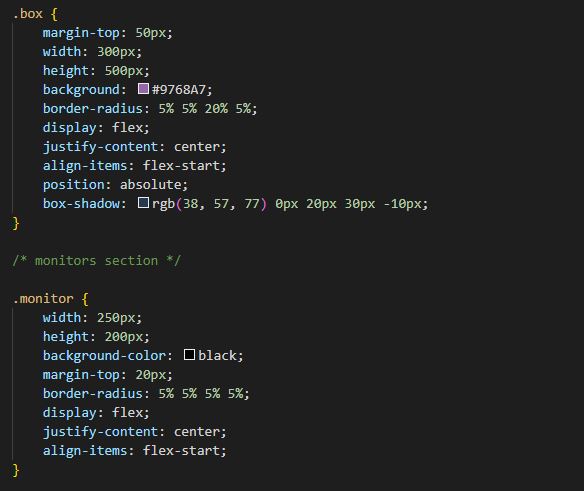 .box {
    margin-top: 50px;
    width: 300px;
    height: 500px;
    background: #9768A7;
    border-radius: 5% 5% 20% 5%;
    display: flex;
    justify-content: center;
    align-items: flex-start;
    position: absolute;
    box-shadow: rgb(38, 57, 77) 0px 20px 30px -10px;
}
/* monitors section */
.monitor {
    width: 250px;
    height: 200px;
    background-color: black;
    margin-top: 20px;
    border-radius: 5% 5% 5% 5%;
    display: flex;
    justify-content: center;
    align-items: flex-start;
}